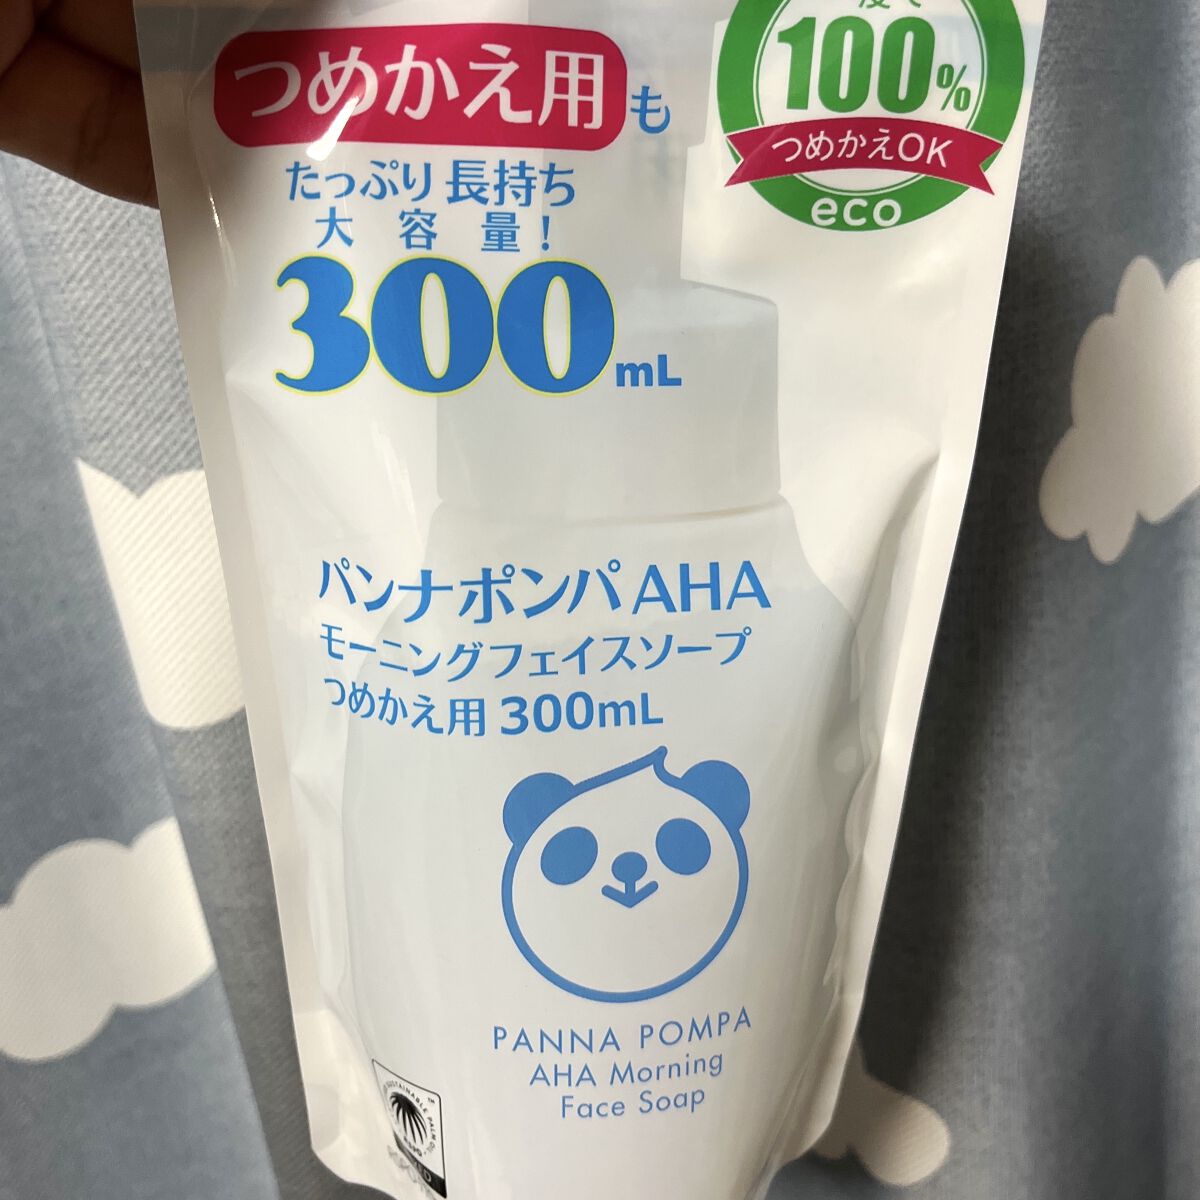 つめかえ用も
たっぷり長持ち
大容量!
300mL
100%
つめかえOK
eco
パンナポンパAHA
モーニングフェイスソープ
つめかえ用 300mL
PANNA POMPA
AHA Morning
Face Soap
SUSTAINABLE PALM OIL